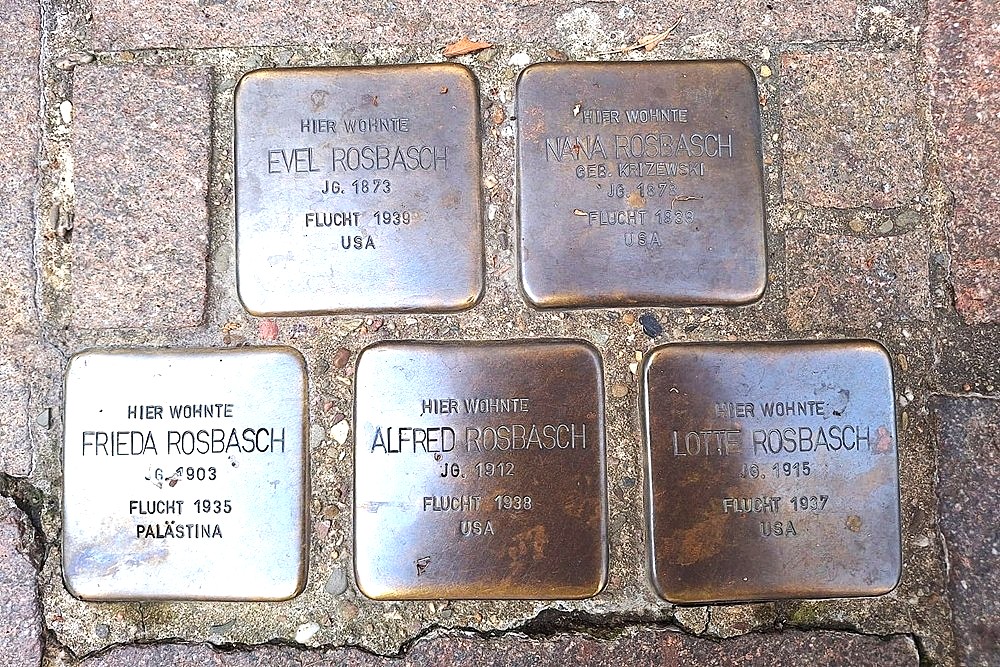 HIER WOHNTE
EVEL ROSBASCH
JG. 1873
FLUCHT 1939
USA
HIER WOHNTE
NANA ROSBASCH
GEB. KRIZEWSKI
JG. 1873
FLUCHT 1939
USA
HIER WOHNTE
FRIEDA ROSBASCH
JG. 1903
FLUCHT 1935
PALÄSTINA
HIER WOHNTE
ALFRED ROSBASCH
JG. 1912
FLUCHT 1938
USA
HIER WOHNTE
LOTTE ROSBASCH
JG. 1915
FLUCHT 1937
USA